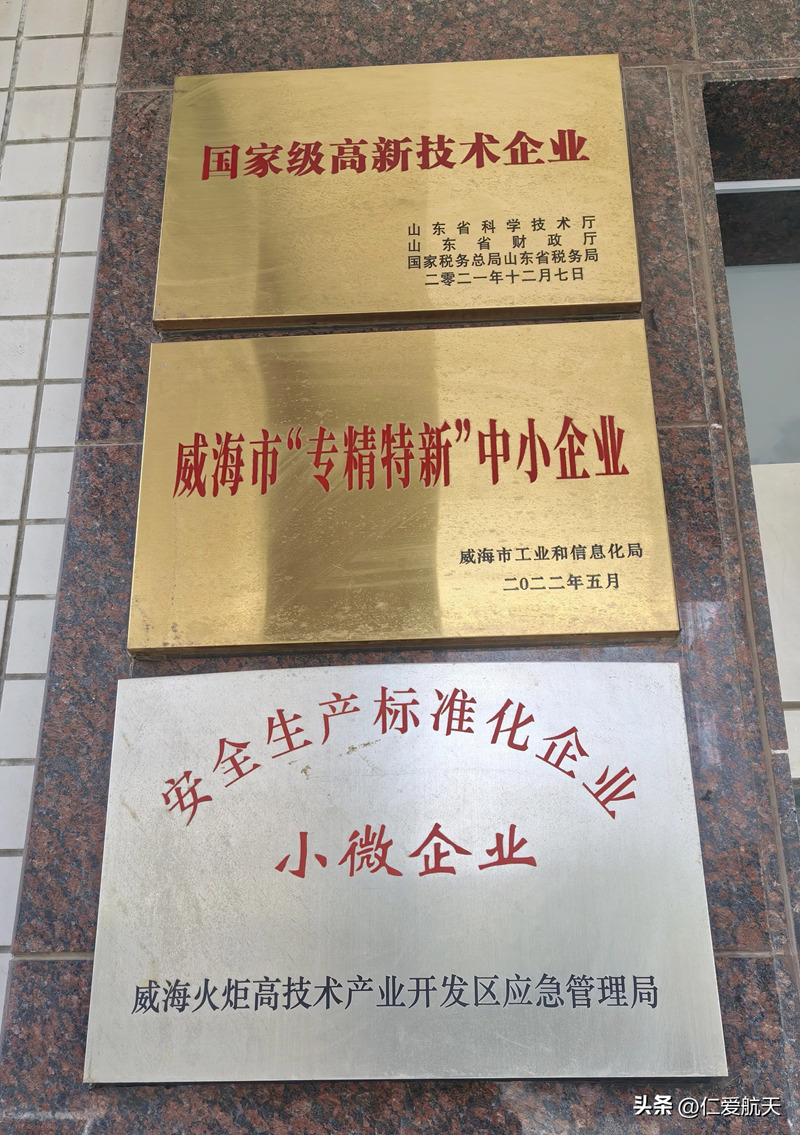 国家级高新技术企业
山东省科学技术厅
山东省财政厅
国家税务总局山东省税务局
二零二一年十二月七日
威海市“专精特新”中小企业
威海市工业和信息化局
二〇二二年五月
安全生产标准化企业
小微企业
威海火炬高技术产业开发区应急管理局
头条 @仁爱航天